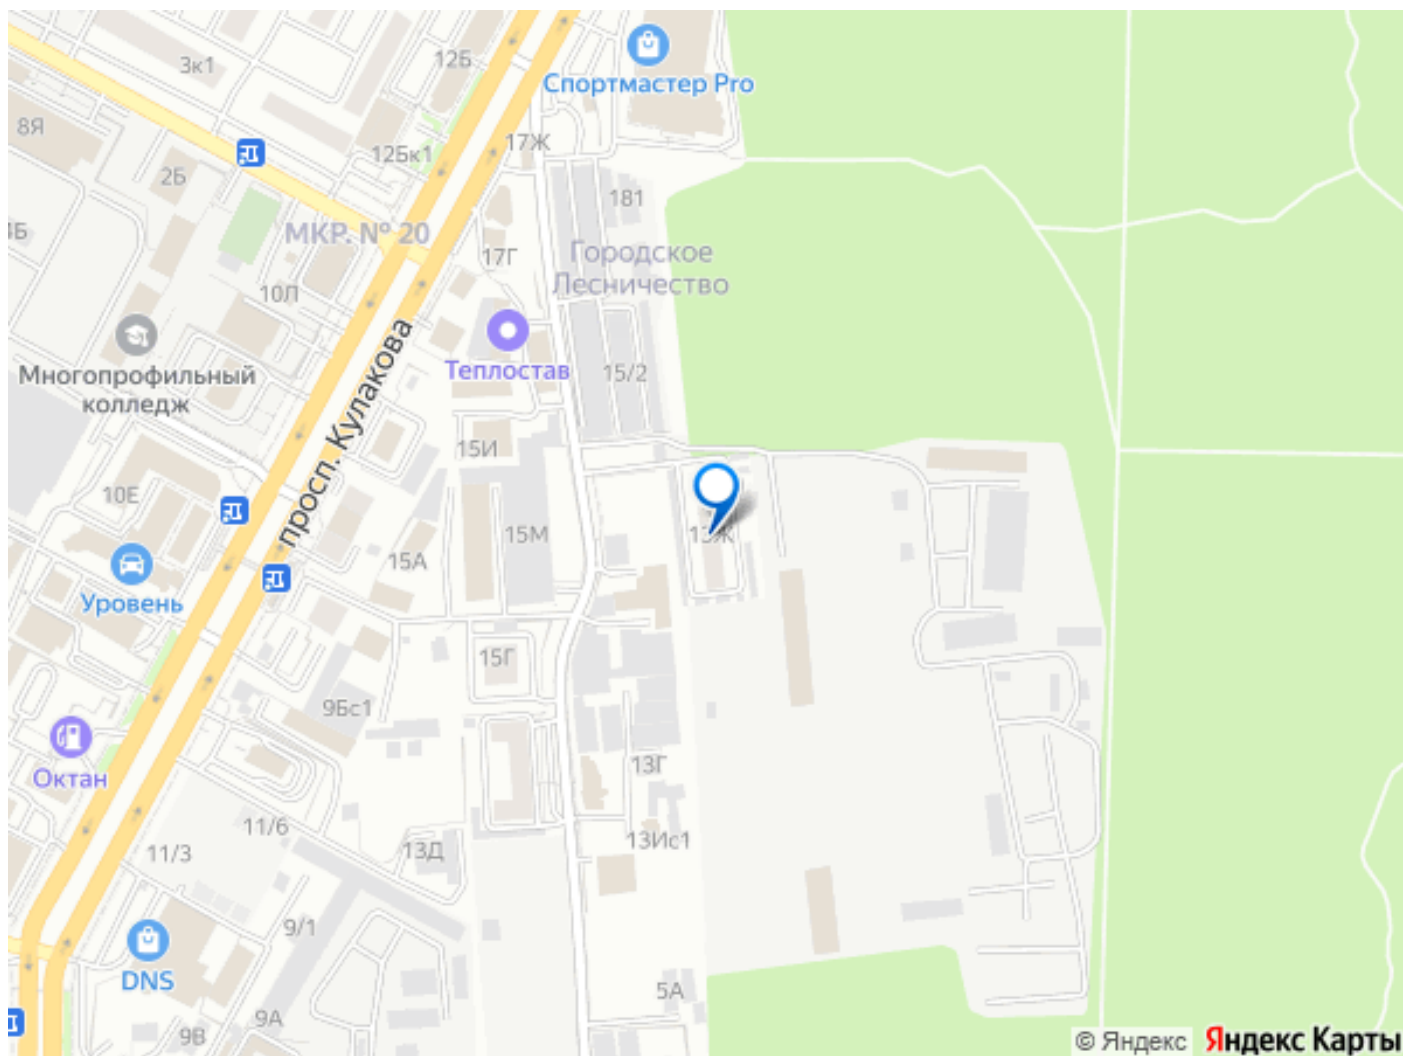 3к1
12Б
Спортмастер Pro
8Я
17Ж
12Бк1
2Б
181
МКР. № 20
Городское
Лесничество
17Г
10Л
просп. Кулакова
Многопрофильный
колледж
Теплостав
15/2
15И
10Е
15М
13Ж
15А
Уровень
15Г
9Бс1
Октан
13Г
11/6
13Ис1
11/3
13Д
9/1
DNS
5А
9А
9В
© Яндекс
Яндекс Карты